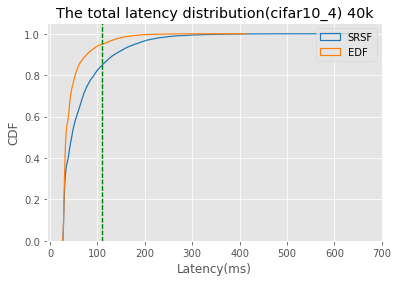 The total latency distribution(cifar10_4) 40k
1.0
0.8
0.6
0.4
0.2
0.0
CDF
SRSF
EDF
0 100 200 300 400 500 600 700
Latency(ms)